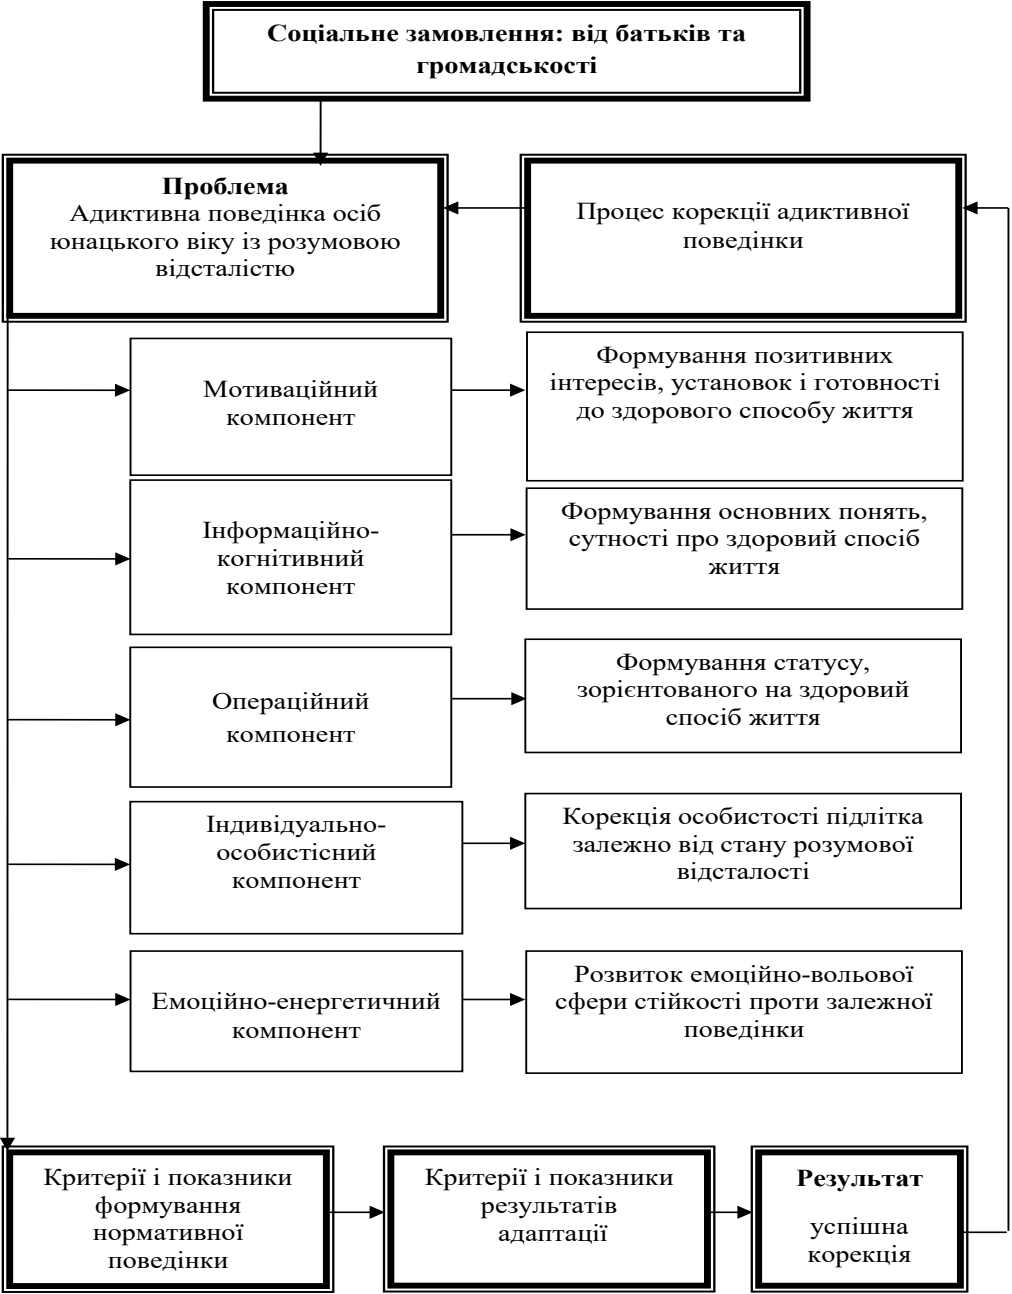 Соціальне замовлення: від батьків та
громадськості
Проблема
Адиктивна поведінка осіб
юнацького віку із розумовою
відсталістю
Процес корекції адиктивної
поведінки
Мотиваційний
компонент
Формування позитивних
інтересів, установок і готовності
до здорового способу життя
Інформаційно-
когнітивний
компонент
Формування основних понять,
сутності про здоровий спосіб
життя
Операційний
компонент
Формування статусу,
зорієнтованого на здоровий
спосіб життя
Індивідуально-
особистісний
компонент
Корекція особистості підлітка
залежно від стану розумової
відсталості
Емоційно-енергетичний
компонент
Розвиток емоційно-вольової
сфери стійкості проти залежної
поведінки
Критерії і показники
формування
нормативної
поведінки
Критерії і показники
результатів
адаптації
Результат
успішна
корекція